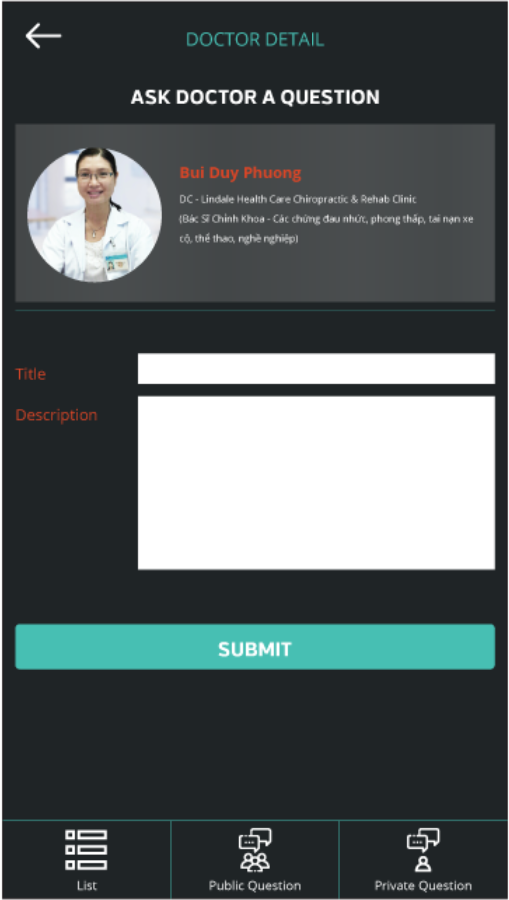 DOCTOR DETAIL
ASK DOCTOR A QUESTION
Bui Duy Phuong
DC - Lindale Health Care Chiropractic & Rehab Clinic
(Bác Sĩ Chỉnh Khoa - Các chứng đau nhức, phong thấp, tai nạn xe
cộ, thể thao, nghề nghiệp)
Title
Description
SUBMIT
List
Public Question
Private Question